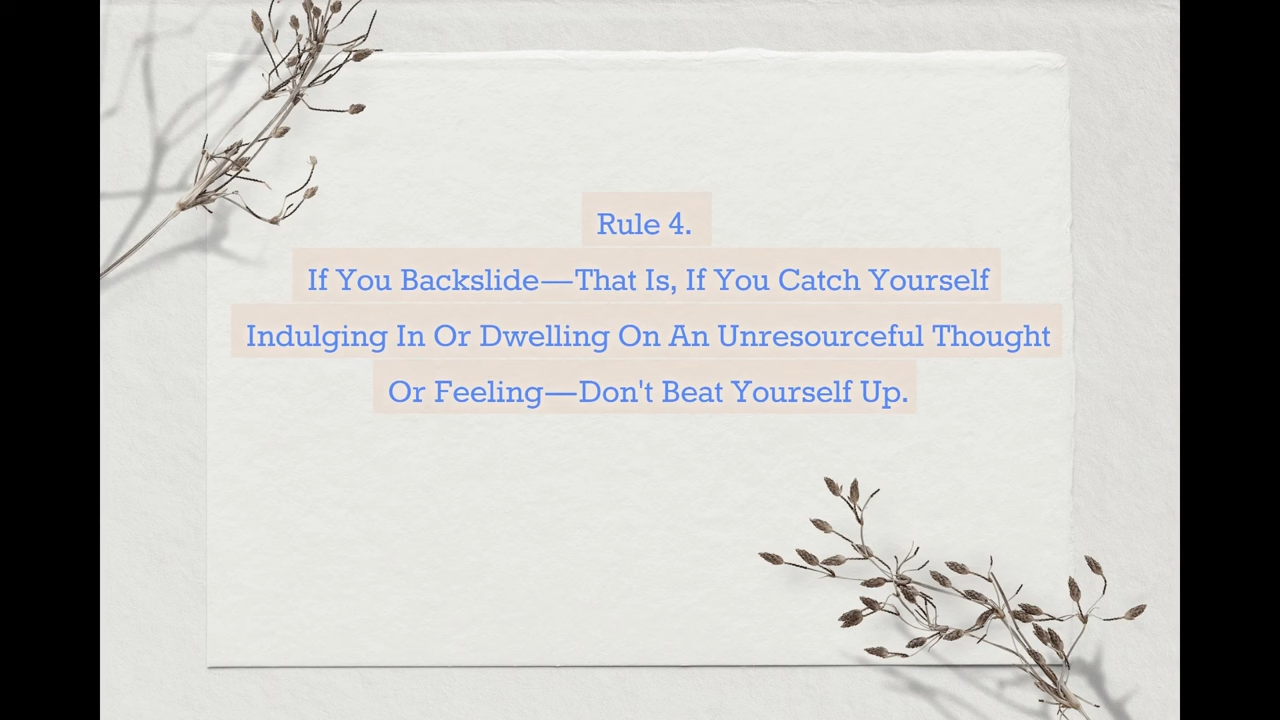 Rule 4.
If You Backslide—That Is, If You Catch Yourself
Indulging In Or Dwelling On An Unresourceful Thought
Or Feeling—Don't Beat Yourself Up.